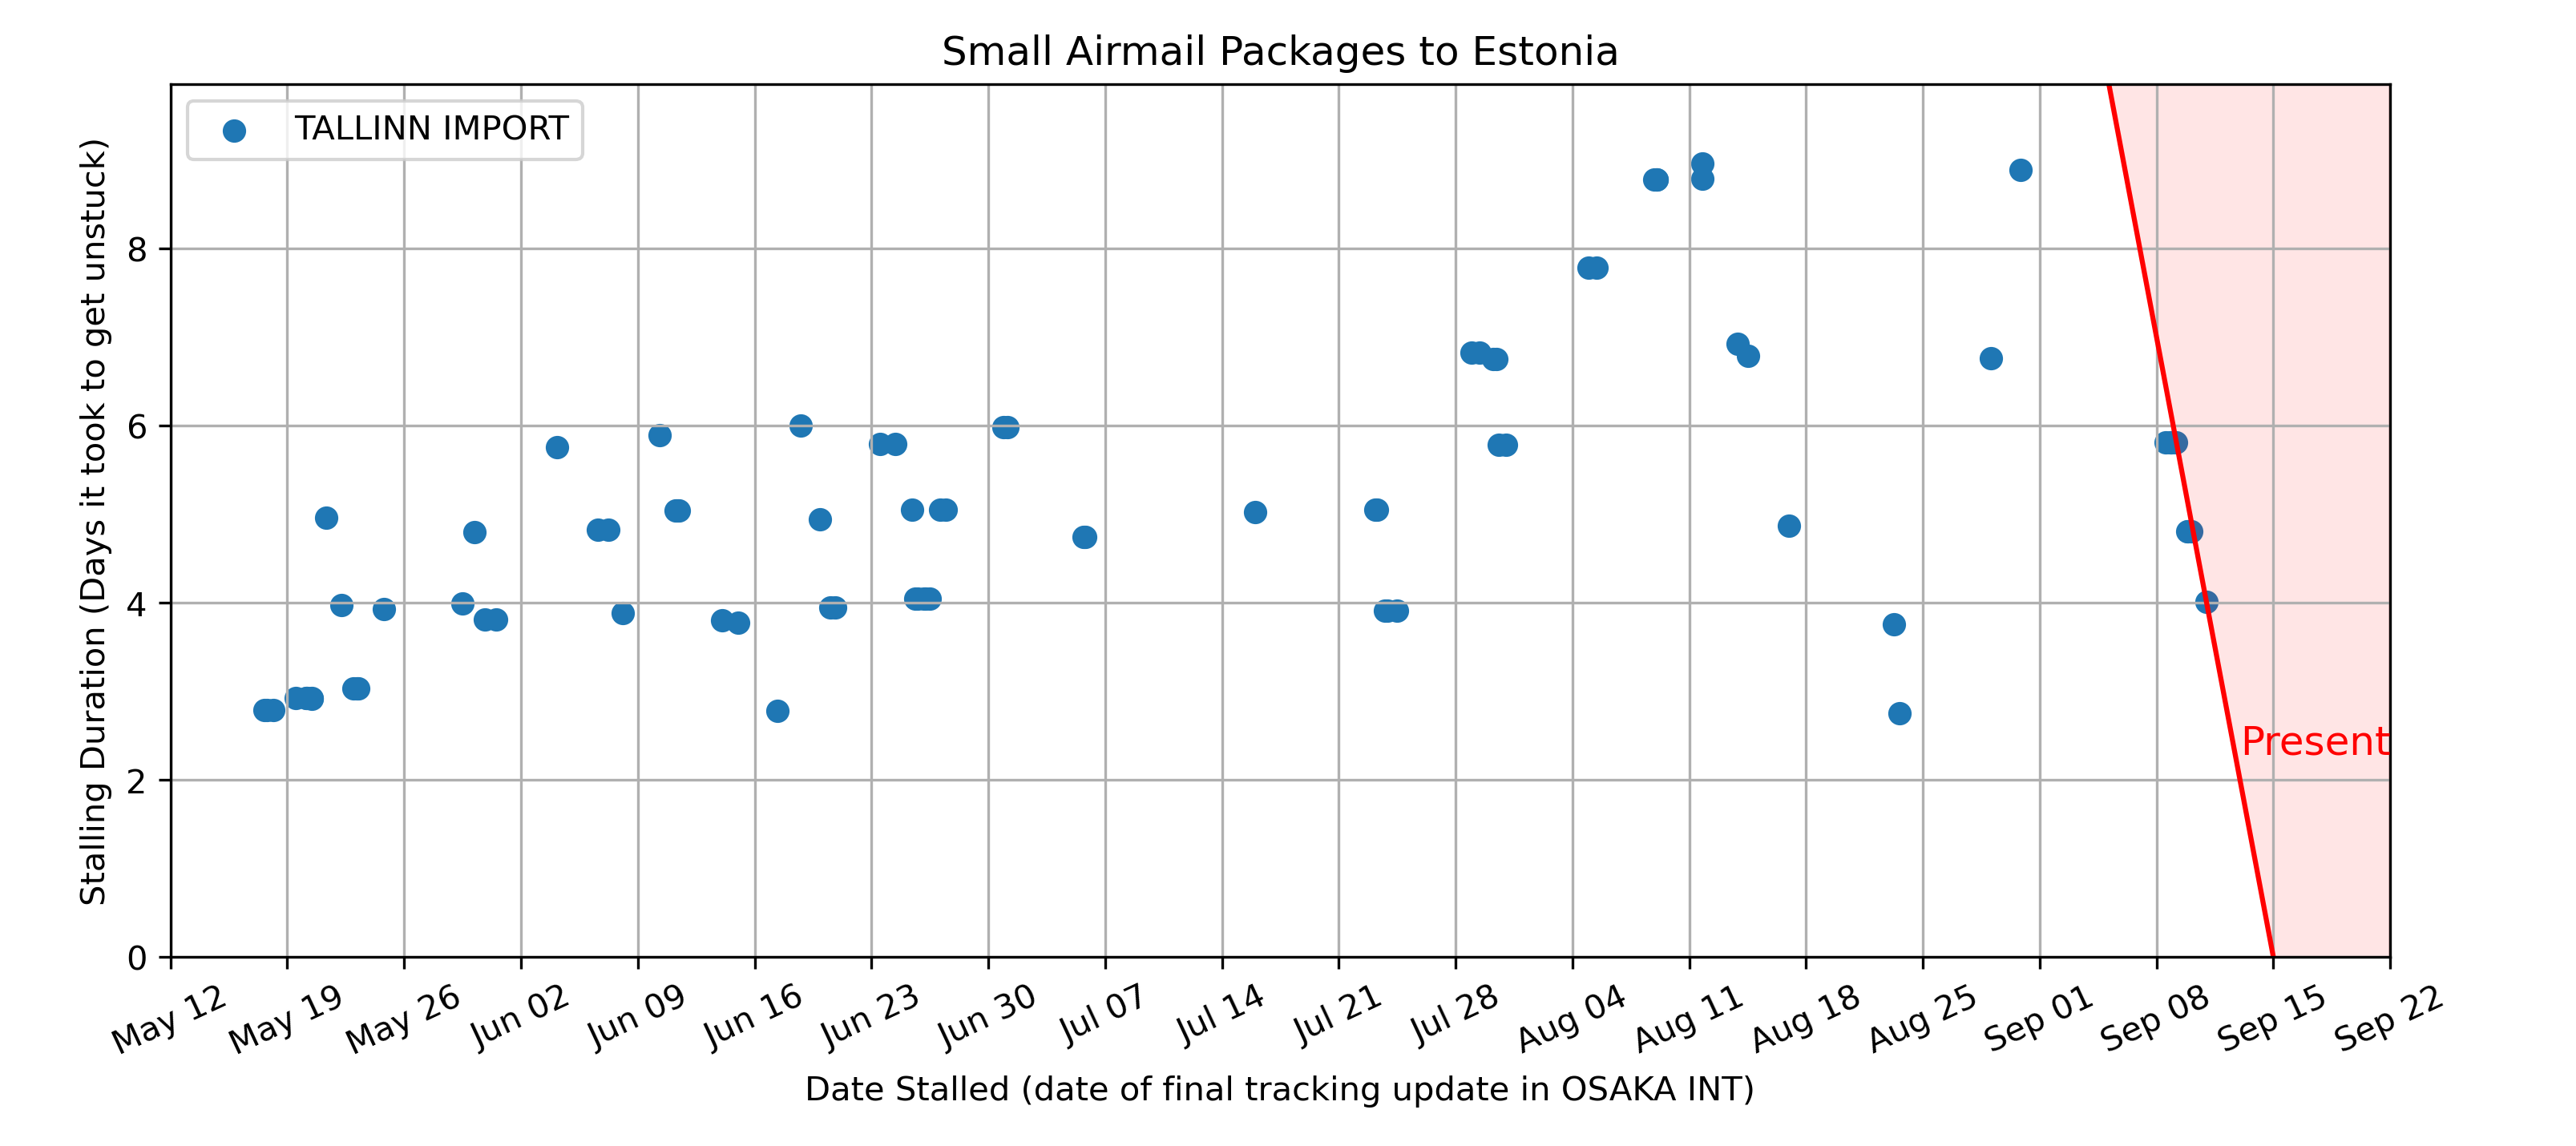 Small Airmail Packages to Estonia
TALLINN IMPORT
Stalling Duration (Days it took to get unstuck)
8
6
4
2
0
Present
May 12
May 19
May 26
Jun 02
Jun 09
Jun 16
Jun 23
Jun 30
Jul 07
Jul 14
Jul 21
Jul 28
Aug 04
Aug 11
Aug 18
Aug 25
Sep 01
Sep 08
Sep 15
Sep 22
Date Stalled (date of final tracking update in OSAKA INT)